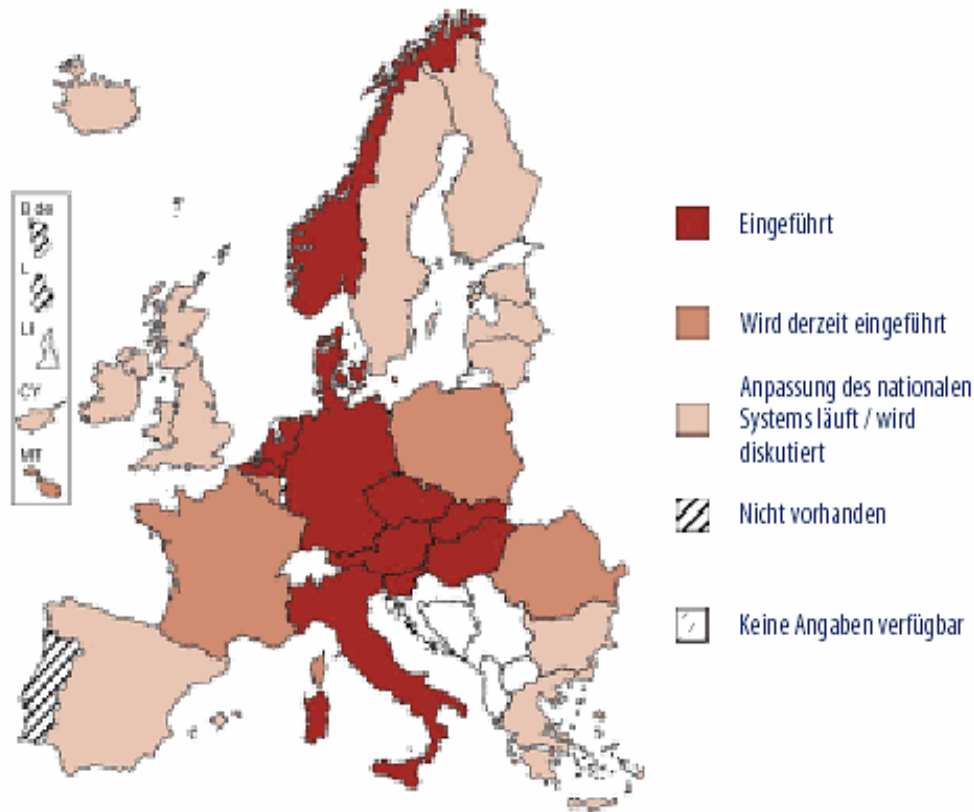 B de
L
LI
CY
MT
Eingeführt
Wird derzeit eingeführt
Anpassung des nationalen
Systems läuft / wird
diskutiert
Nicht vorhanden
Keine Angaben verfügbar